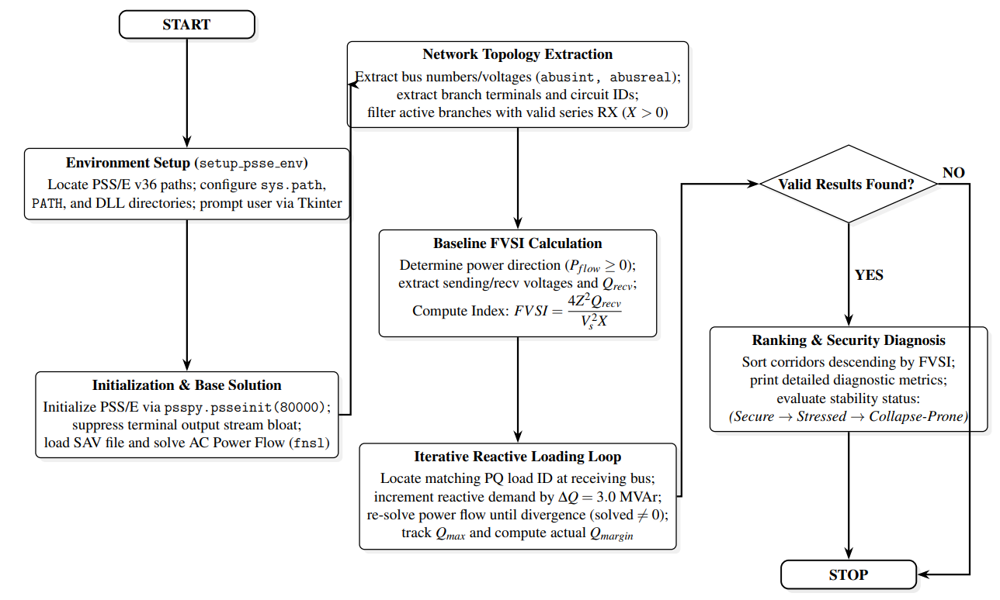 START
Environment Setup (setup_psse_env)
Locate PSS/E v36 paths; configure sys.path,
PATH, and DLL directories; prompt user via Tkinter
Initialization & Base Solution
Initialize PSS/E via psspy.psseinit(80000);
suppress terminal output stream bloat;
load SAV file and solve AC Power Flow (fnsl)
Network Topology Extraction
Extract bus numbers/voltages (abusint, abusreal);
extract branch terminals and circuit IDs;
filter active branches with valid series RX (X > 0)
Baseline FVSI Calculation
Determine power direction (P_flow ≥ 0);
extract sending/recv voltages and Q_recv;
Compute Index: FVSI = 4Z²Q_recv / V_s²X
Iterative Reactive Loading Loop
Locate matching PQ load ID at receiving bus;
increment reactive demand by ΔQ = 3.0 MVAr;
re-solve power flow until divergence (solved ≠ 0);
track Q_max and compute actual Q_margin
Valid Results Found?
NO
YES
Ranking & Security Diagnosis
Sort corridors descending by FVSI;
print detailed diagnostic metrics;
evaluate stability status:
(Secure → Stressed → Collapse-Prone)
STOP